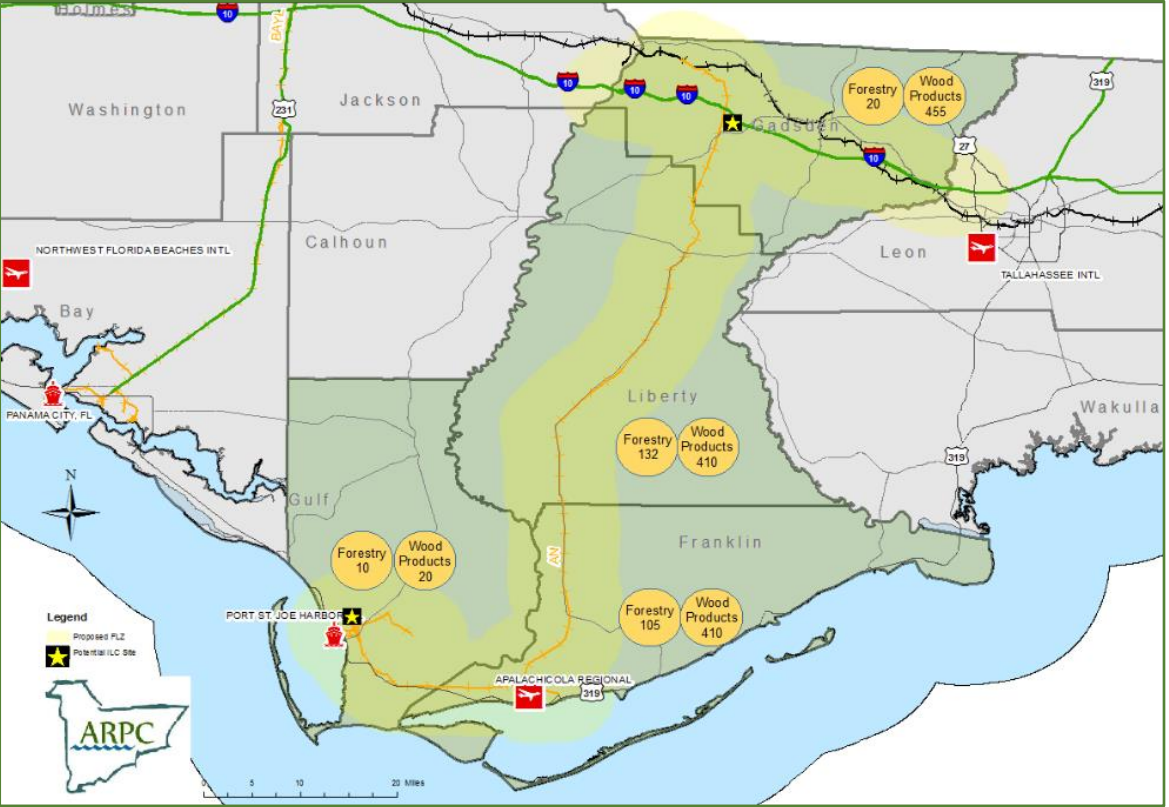 Holmes
10
BAYL
Washington
231
Jackson
10
10
10
Forestry
20
Wood
Products
455
319
Gadsden
27
10
NORTHWEST FLORIDA BEACHES INTL
Calhoun
Leon
TALLAHASSEE INTL
Bay
PANAMA CITY, FL
Liberty
Wakulla
Forestry
132
Wood
Products
410
319
N
Gulf
AN
Franklin
Forestry
10
Wood
Products
20
Forestry
105
Wood
Products
410
PORT ST. JOE HARBOR
Legend
Proposed FLZ
Potential ILC Site
APALACHICOLA REGIONAL
319
ARPC
0 5 10 20 Miles